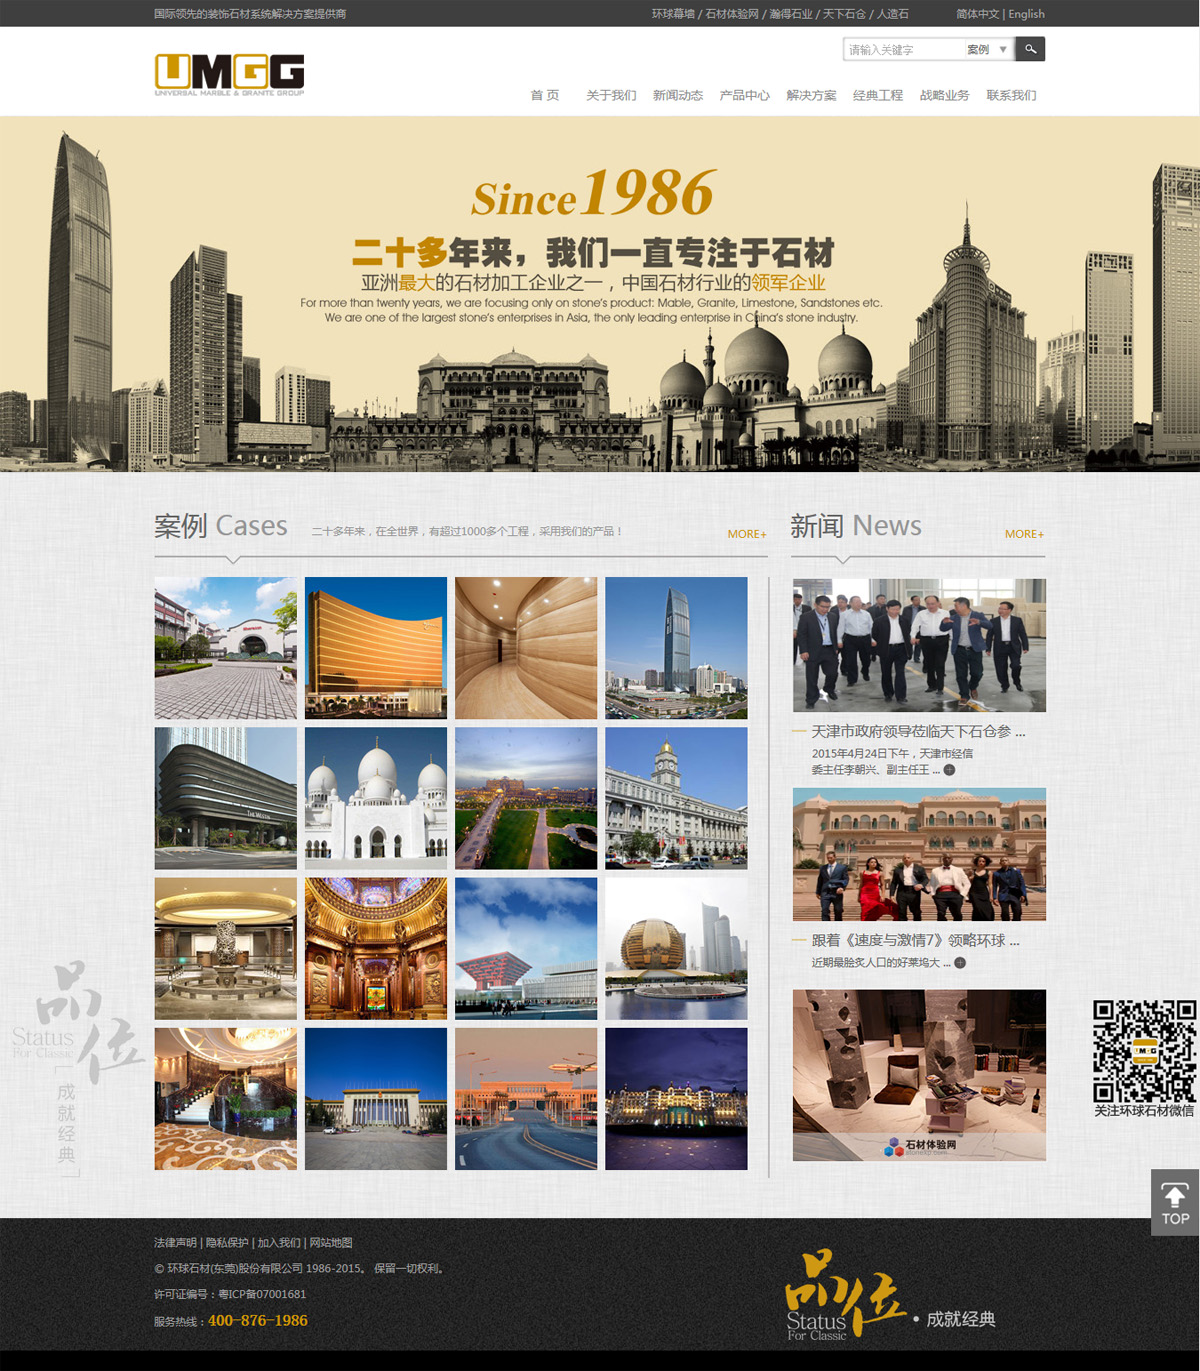 国际领先的装饰石材系统解决方案提供商
环球幕墙 / 石材体验网 / 瀚得石业 / 天下石仓 / 人造石
简体中文 | English
UMGG
UNIVERSAL MARBLE & GRANITE GROUP
请输入关键字
案例
首 页
关于我们
新闻动态
产品中心
解决方案
经典工程
战略业务
联系我们
Since 1986
二十多年来，我们一直专注于石材
亚洲最大的石材加工企业之一，中国石材行业的领军企业
For more than twenty years, we are focusing only on stone's product: Mable, Granite, Limestone, Sandstones etc.
We are one of the largest stone's enterprises in Asia, the only leading enterprise in China's stone industry.
案例 Cases
二十多年来，在全世界，有超过1000多个工程，采用我们的产品！
MORE+
新闻 News
MORE+
天津市政府领导莅临天下石仓参 ...
2015年4月24日下午，天津市经信
委主任李朝兴、副主任王 ...
跟着《速度与激情7》领略环球 ...
近期最脍炙人口的好莱坞大 ...
THE WESTIN
石材体验网
品位
Status
For Classic
成就经典
UMGG
关注环球石材微信
TOP
法律声明 | 隐私保护 | 加入我们 | 网站地图
© 环球石材(东莞)股份有限公司 1986-2015。 保留一切权利。
许可证编号：粤ICP备07001681
服务热线：400-876-1986
品位
Status
For Classic
• 成就经典